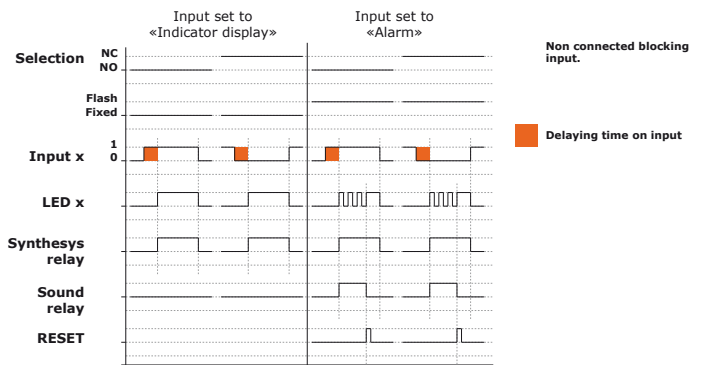 Input set to
«Indicator display»
Input set to
«Alarm»
Non connected blocking
input.
Selection
NC
NO
Flash
Fixed
Delaying time on input
Input x
1
0
LED x
Synthesys
relay
Sound
relay
RESET